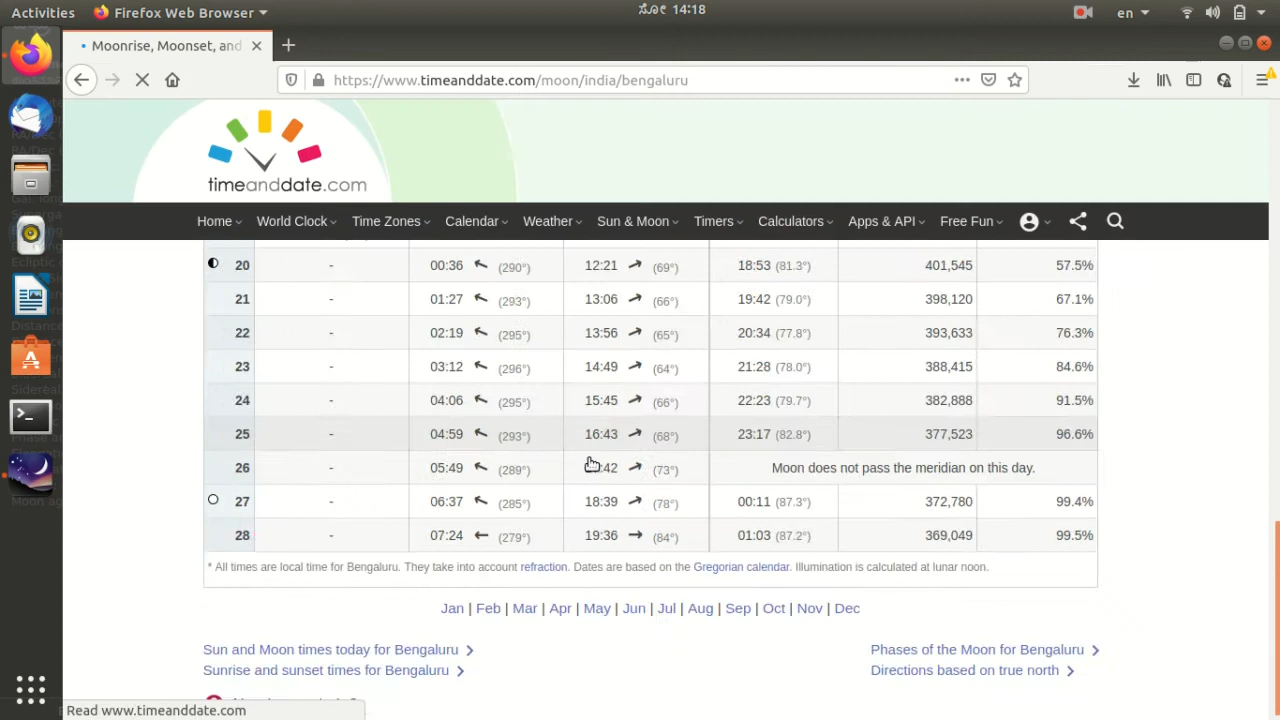 Activities Firefox Web Browser 14:18 en
Moonrise, Moonset, and
https://www.timeanddate.com/moon/india/bengaluru
timeanddate.com
Home World Clock Time Zones Calendar Weather Sun & Moon Timers Calculators Apps & API Free Fun
20 - 00:36 (290°) 12:21 (69°) 18:53 (81.3°) 401,545 57.5%
21 - 01:27 (293°) 13:06 (66°) 19:42 (79.0°) 398,120 67.1%
22 - 02:19 (295°) 13:56 (65°) 20:34 (77.8°) 393,633 76.3%
23 - 03:12 (296°) 14:49 (64°) 21:28 (78.0°) 388,415 84.6%
24 - 04:06 (295°) 15:45 (66°) 22:23 (79.7°) 382,888 91.5%
25 - 04:59 (293°) 16:43 (68°) 23:17 (82.8°) 377,523 96.6%
26 - 05:49 (289°) :42 (73°) Moon does not pass the meridian on this day.
27 - 06:37 (285°) 18:39 (78°) 00:11 (87.3°) 372,780 99.4%
28 - 07:24 (279°) 19:36 (84°) 01:03 (87.2°) 369,049 99.5%
* All times are local time for Bengaluru. They take into account refraction. Dates are based on the Gregorian calendar. Illumination is calculated at lunar noon.
Jan | Feb | Mar | Apr | May | Jun | Jul | Aug | Sep | Oct | Nov | Dec
Sun and Moon times today for Bengaluru Phases of the Moon for Bengaluru
Sunrise and sunset times for Bengaluru Directions based on true north
Read www.timeanddate.com